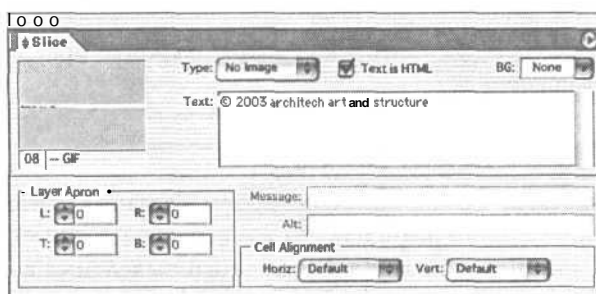 Slice
Type: No Image Text is HTML BG: None
Text: © 2003 architech art and structure
08 — GIF
Layer Apron
L: 0 R: 0
T: 0 B: 0
Message:
Alt:
Cell Alignment
Horiz: Default Vert: Default